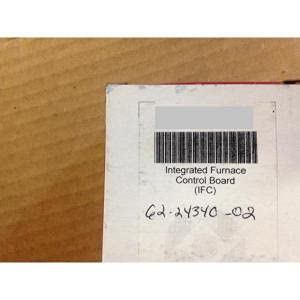 Integrated Furnace
Control Board
(IFC)
62-24340-02